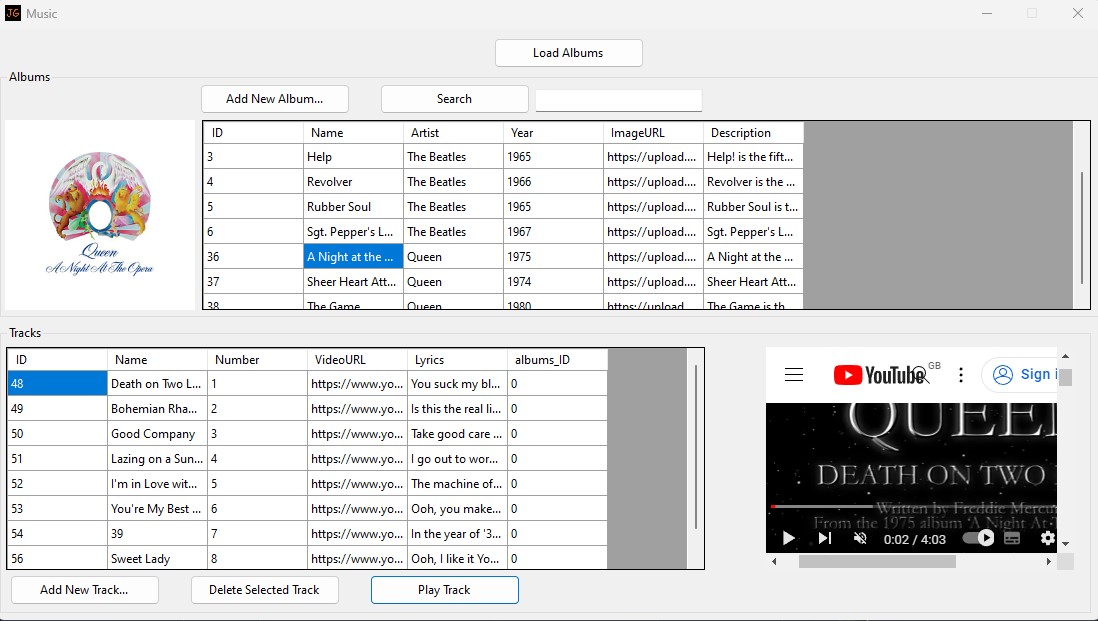 JG Music
Load Albums
Albums
Add New Album... Search
Queen
A Night At The Opera
ID Name Artist Year ImageURL Description
3 Help The Beatles 1965 https://upload.... Help! is the fift...
4 Revolver The Beatles 1966 https://upload.... Revolver is the ...
5 Rubber Soul The Beatles 1965 https://upload.... Rubber Soul is t...
6 Sgt. Pepper's L... The Beatles 1967 https://upload.... Sgt. Pepper's L...
36 A Night at the ... Queen 1975 https://upload.... A Night at the ...
37 Sheer Heart Att... Queen 1974 https://upload.... Sheer Heart Att...
38 The Game Queen 1980 https://upload.... The Game is th...
Tracks
ID Name Number VideoURL Lyrics albums_ID
48 Death on Two L... 1 https://www.yo... You suck my bl... 0
49 Bohemian Rha... 2 https://www.yo... Is this the real li... 0
50 Good Company 3 https://www.yo... Take good care ... 0
51 Lazing on a Sun... 4 https://www.yo... I go out to wor... 0
52 I'm in Love wit... 5 https://www.yo... The machine of... 0
53 You're My Best ... 6 https://www.yo... Ooh, you make... 0
54 39 7 https://www.yo... In the year of '3... 0
56 Sweet Lady 8 https://www.yo... Ooh, I like it Yo... 0
YouTube GB Sign i
QUEE
DEATH ON TWO
Written by Freddie Mercu
From the 1975 album 'A Night At T
0:02 / 4:03
Add New Track... Delete Selected Track Play Track